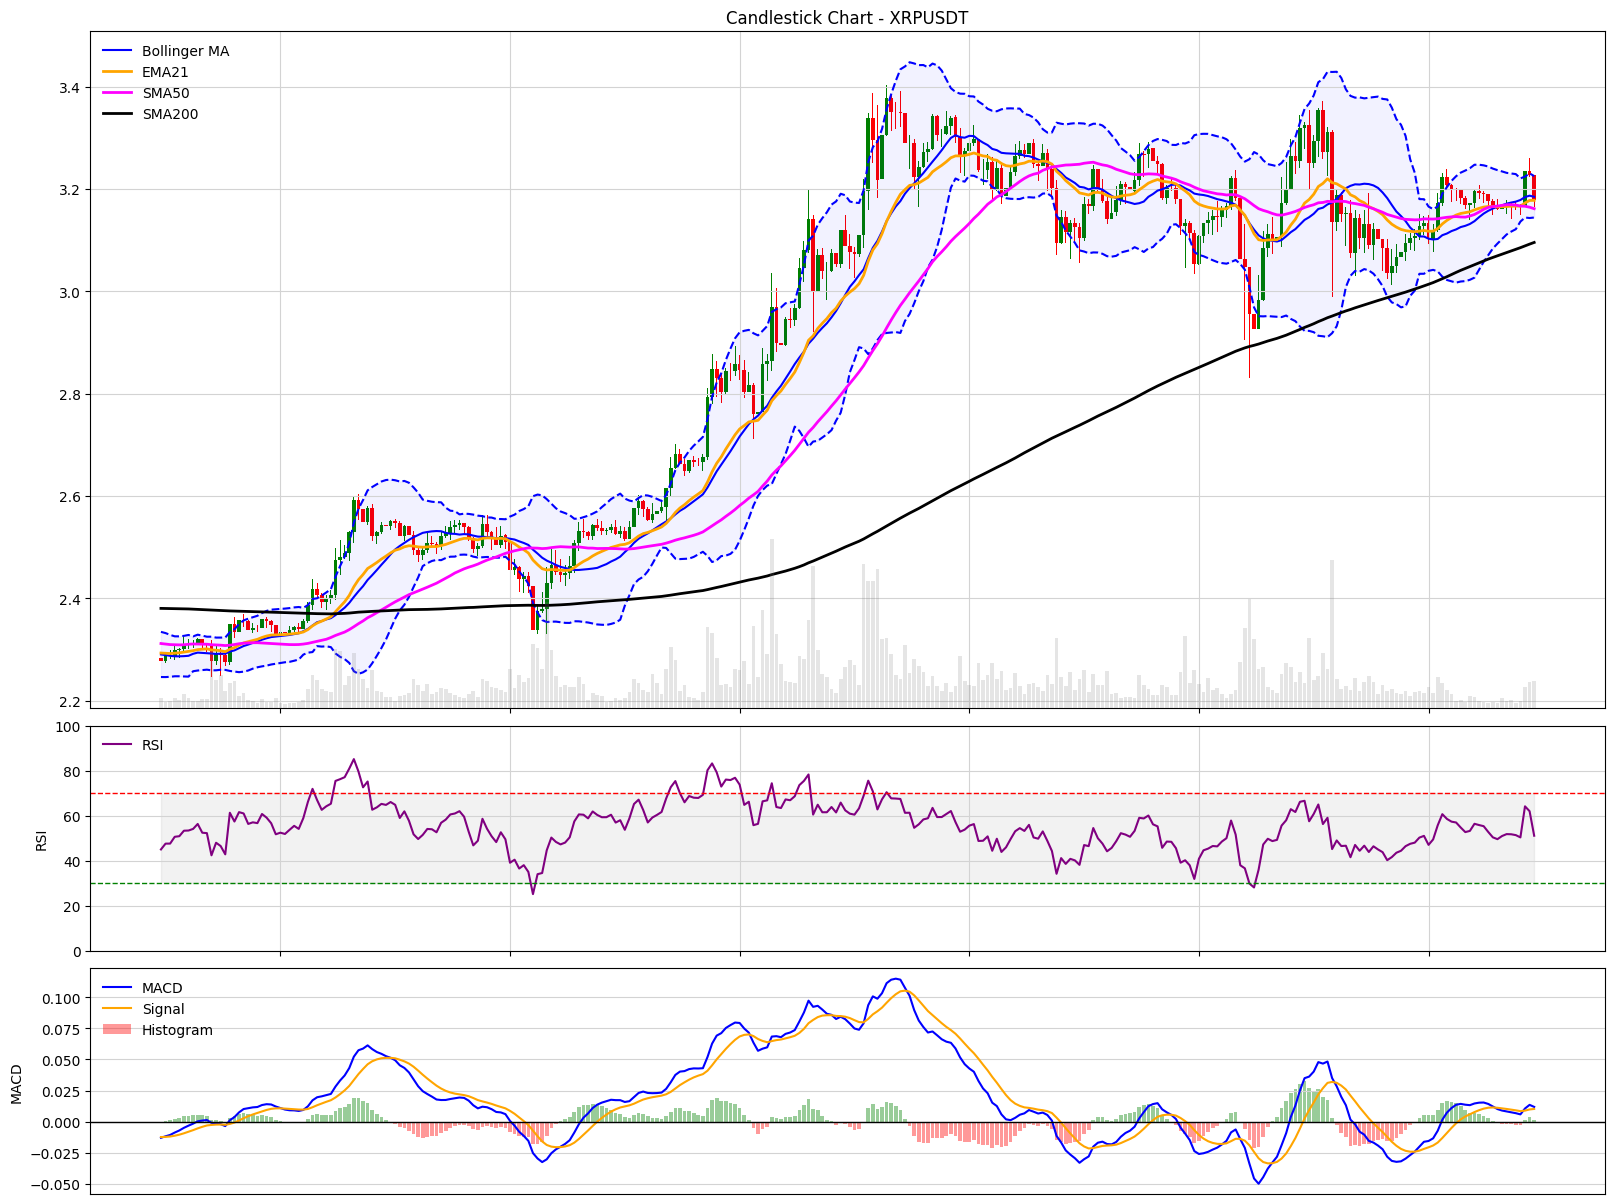 Candlestick Chart - XRPUSDT
Bollinger MA
EMA21
SMA50
SMA200
3.4
3.2
3.0
2.8
2.6
2.4
2.2
RSI
100
80
60
40
20
0
RSI
MACD
Signal
Histogram
0.100
0.075
0.050
0.025
0.000
−0.025
−0.050
MACD